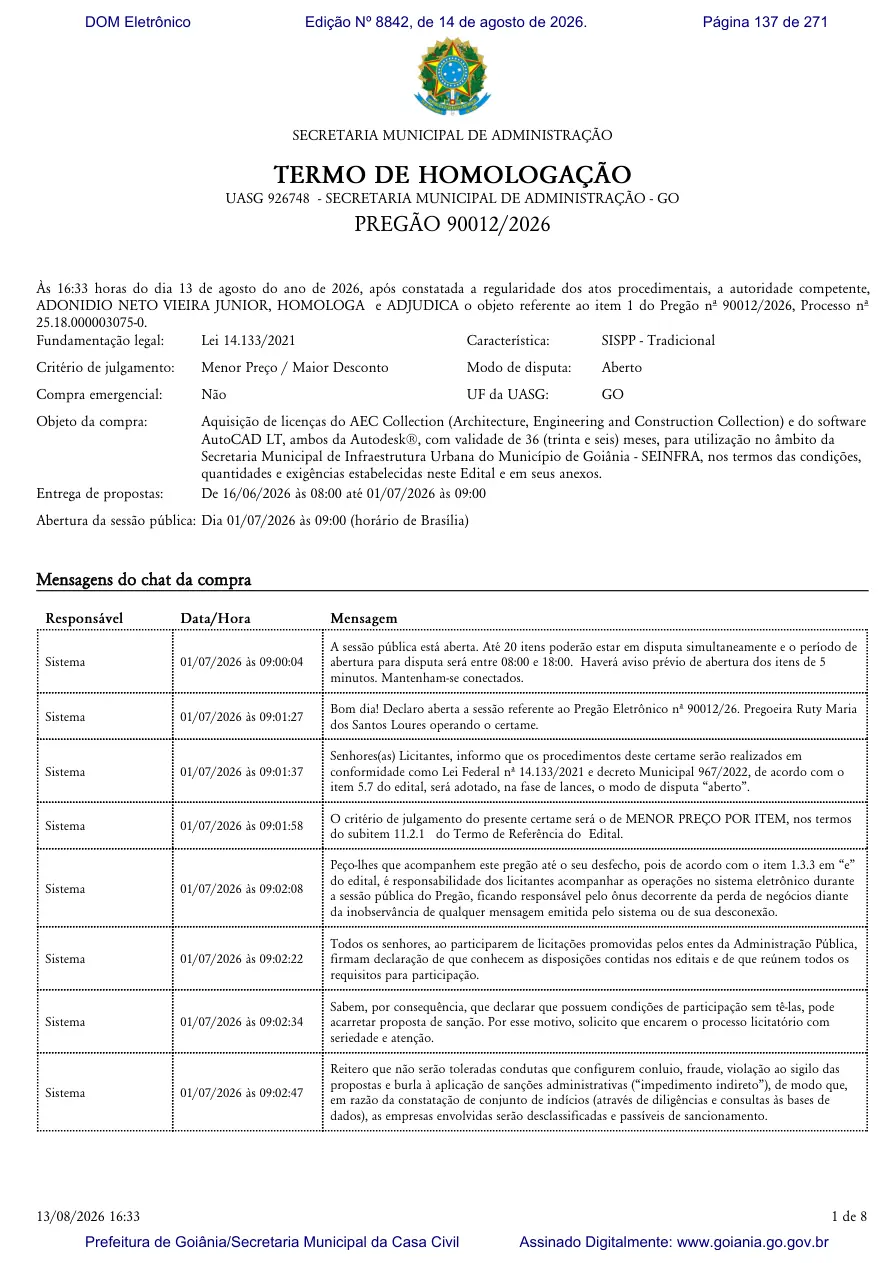 DOM Eletrônico Edição Nº 8842, de 14 de agosto de 2026. Página 137 de 271
SECRETARIA MUNICIPAL DE ADMINISTRAÇÃO
TERMO DE HOMOLOGAÇÃO
UASG 926748 - SECRETARIA MUNICIPAL DE ADMINISTRAÇÃO - GO
PREGÃO 90012/2026
Às 16:33 horas do dia 13 de agosto do ano de 2026, após constatada a regularidade dos atos procedimentais, a autoridade competente,
ADONIDIO NETO VIEIRA JUNIOR, HOMOLOGA e ADJUDICA o objeto referente ao item 1 do Pregão nª 90012/2026, Processo nª
25.18.000003075-0.
Fundamentação legal: Lei 14.133/2021 Característica: SISPP - Tradicional
Critério de julgamento: Menor Preço / Maior Desconto Modo de disputa: Aberto
Compra emergencial: Não UF da UASG: GO
Objeto da compra: Aquisição de licenças do AEC Collection (Architecture, Engineering and Construction Collection) e do software
AutoCAD LT, ambos da Autodesk®, com validade de 36 (trinta e seis) meses, para utilização no âmbito da
Secretaria Municipal de Infraestrutura Urbana do Município de Goiânia - SEINFRA, nos termos das condições,
quantidades e exigências estabelecidas neste Edital e em seus anexos.
Entrega de propostas: De 16/06/2026 às 08:00 até 01/07/2026 às 09:00
Abertura da sessão pública: Dia 01/07/2026 às 09:00 (horário de Brasília)
Mensagens do chat da compra
Responsável Data/Hora Mensagem
Sistema 01/07/2026 às 09:00:04 A sessão pública está aberta. Até 20 itens poderão estar em disputa simultaneamente e o período de
abertura para disputa será entre 08:00 e 18:00. Haverá aviso prévio de abertura dos itens de 5
minutos. Mantenham-se conectados.
Sistema 01/07/2026 às 09:01:27 Bom dia! Declaro aberta a sessão referente ao Pregão Eletrônico nª 90012/26. Pregoeira Ruty Maria
dos Santos Loures operando o certame.
Sistema 01/07/2026 às 09:01:37 Senhores(as) Licitantes, informo que os procedimentos deste certame serão realizados em
conformidade como Lei Federal nª 14.133/2021 e decreto Municipal 967/2022, de acordo com o
item 5.7 do edital, será adotado, na fase de lances, o modo de disputa “aberto”.
Sistema 01/07/2026 às 09:01:58 O critério de julgamento do presente certame será o de MENOR PREÇO POR ITEM, nos termos
do subitem 11.2.1 do Termo de Referência do Edital.
Sistema 01/07/2026 às 09:02:08 Peço-lhes que acompanhem este pregão até o seu desfecho, pois de acordo com o item 1.3.3 em “e”
do edital, é responsabilidade dos licitantes acompanhar as operações no sistema eletrônico durante
a sessão pública do Pregão, ficando responsável pelo ônus decorrente da perda de negócios diante
da inobservância de qualquer mensagem emitida pelo sistema ou de sua desconexão.
Sistema 01/07/2026 às 09:02:22 Todos os senhores, ao participarem de licitações promovidas pelos entes da Administração Pública,
firmam declaração de que conhecem as disposições contidas nos editais e de que reúnem todos os
requisitos para participação.
Sistema 01/07/2026 às 09:02:34 Sabem, por consequência, que declarar que possuem condições de participação sem tê-las, pode
acarretar proposta de sanção. Por esse motivo, solicito que encarem o processo licitatório com
seriedade e atenção.
Sistema 01/07/2026 às 09:02:47 Reitero que não serão toleradas condutas que configurem conluio, fraude, violação ao sigilo das
propostas e burla à aplicação de sanções administrativas (“impedimento indireto”), de modo que,
em razão da constatação de conjunto de indícios (através de diligências e consultas às bases de
dados), as empresas envolvidas serão desclassificadas e passíveis de sancionamento.
13/08/2026 16:33 1 de 8
Prefeitura de Goiânia/Secretaria Municipal da Casa Civil Assinado Digitalmente: www.goiania.go.gov.br